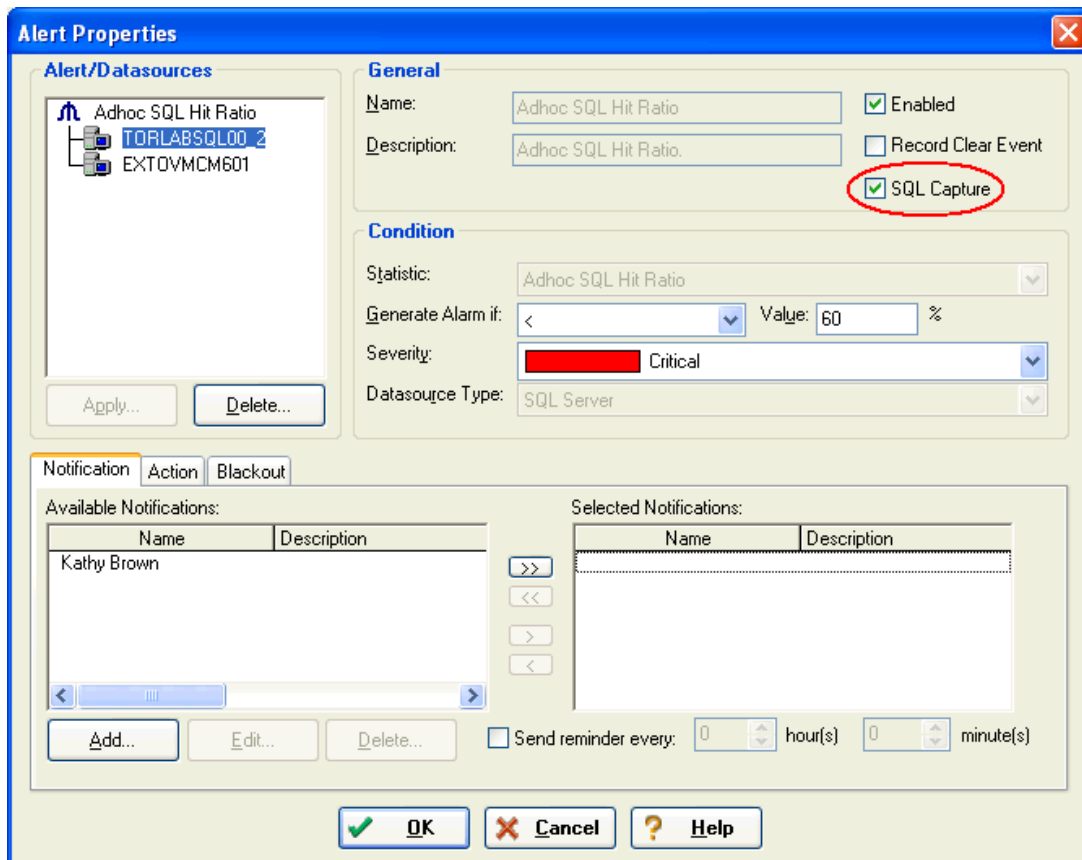 Alert Properties
Alert/Datasources
Adhoc SQL Hit Ratio
TORLABSQL00_2
EXTOVMCM601
Apply...
Delete...
General
Name:
Adhoc SQL Hit Ratio
Enabled
Description:
Adhoc SQL Hit Ratio.
Record Clear Event
SQL Capture
Condition
Statistic:
Adhoc SQL Hit Ratio
Generate Alarm if:
<
Value:
60
%
Severity:
Critical
Datasource Type:
SQL Server
Notification
Action
Blackout
Available Notifications:
Name
Description
Kathy Brown
>>
<<
>
<
Selected Notifications:
Name
Description
Add...
Edit...
Delete...
Send reminder every:
0
hour(s)
0
minute(s)
OK
Cancel
Help